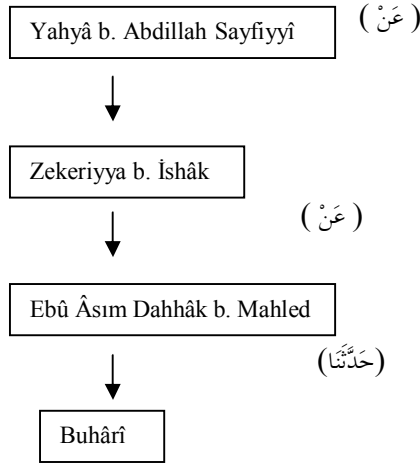 Yahyâ b. Abdillah Sayfiyyî
( عَنْ )
Zekeriyya b. İshâk
( عَنْ )
Ebû Âsım Dahhâk b. Mahled
(حَدَّثَنَا)
Buhârî